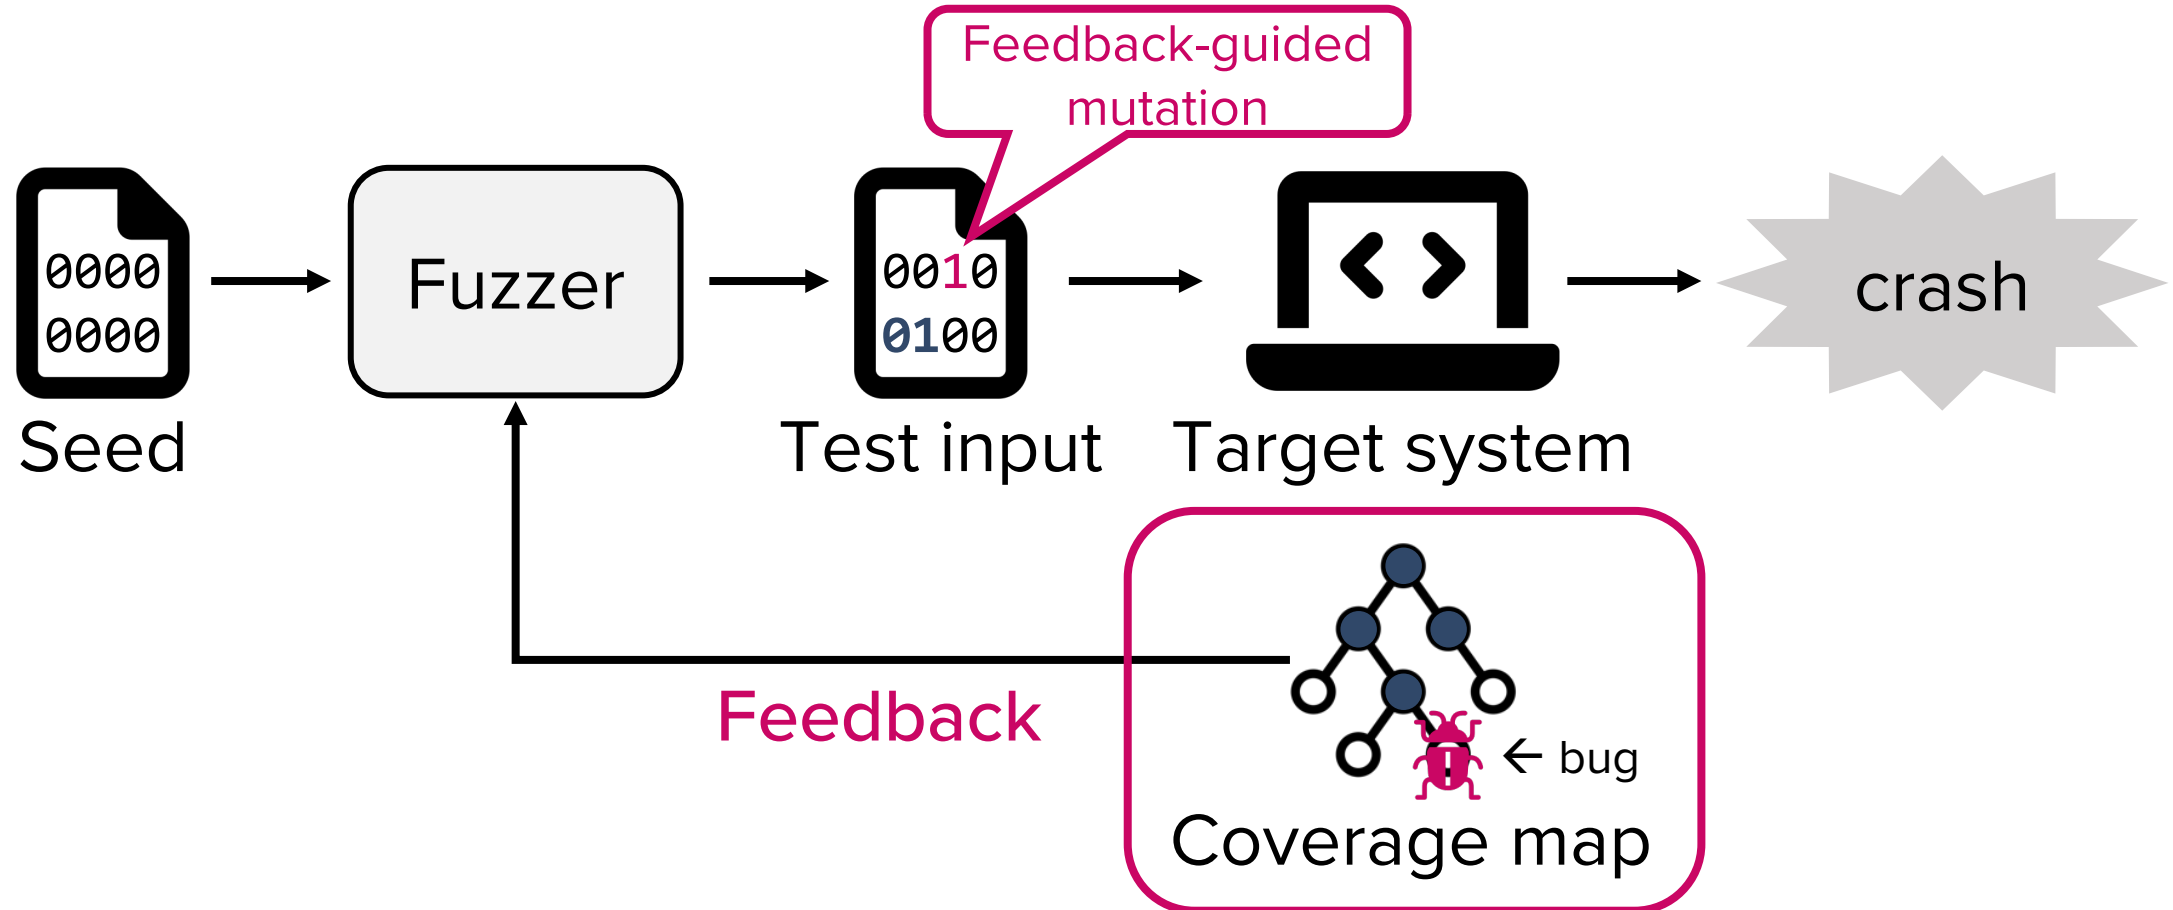 Feedback-guided
mutation
0000
0000
Seed
Fuzzer
0010
0100
Test input
Target system
crash
Feedback
← bug
Coverage map